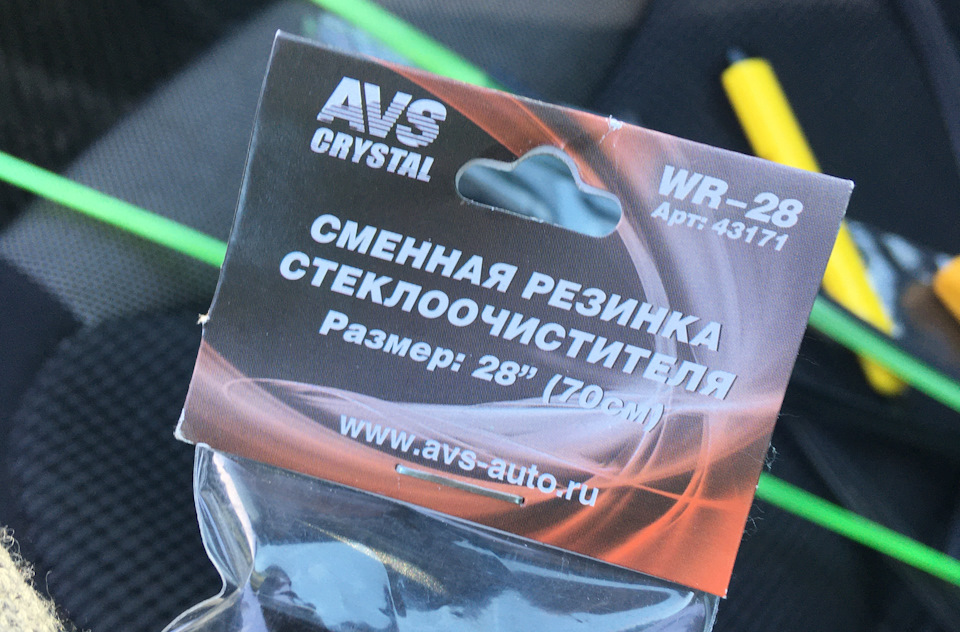 AVS
CRYSTAL
WR-28
Арт: 43171
СМЕННАЯ РЕЗИНКА
СТЕКЛООЧИСТИТЕЛЯ
Размер: 28” (70см)
www.avs-auto.ru